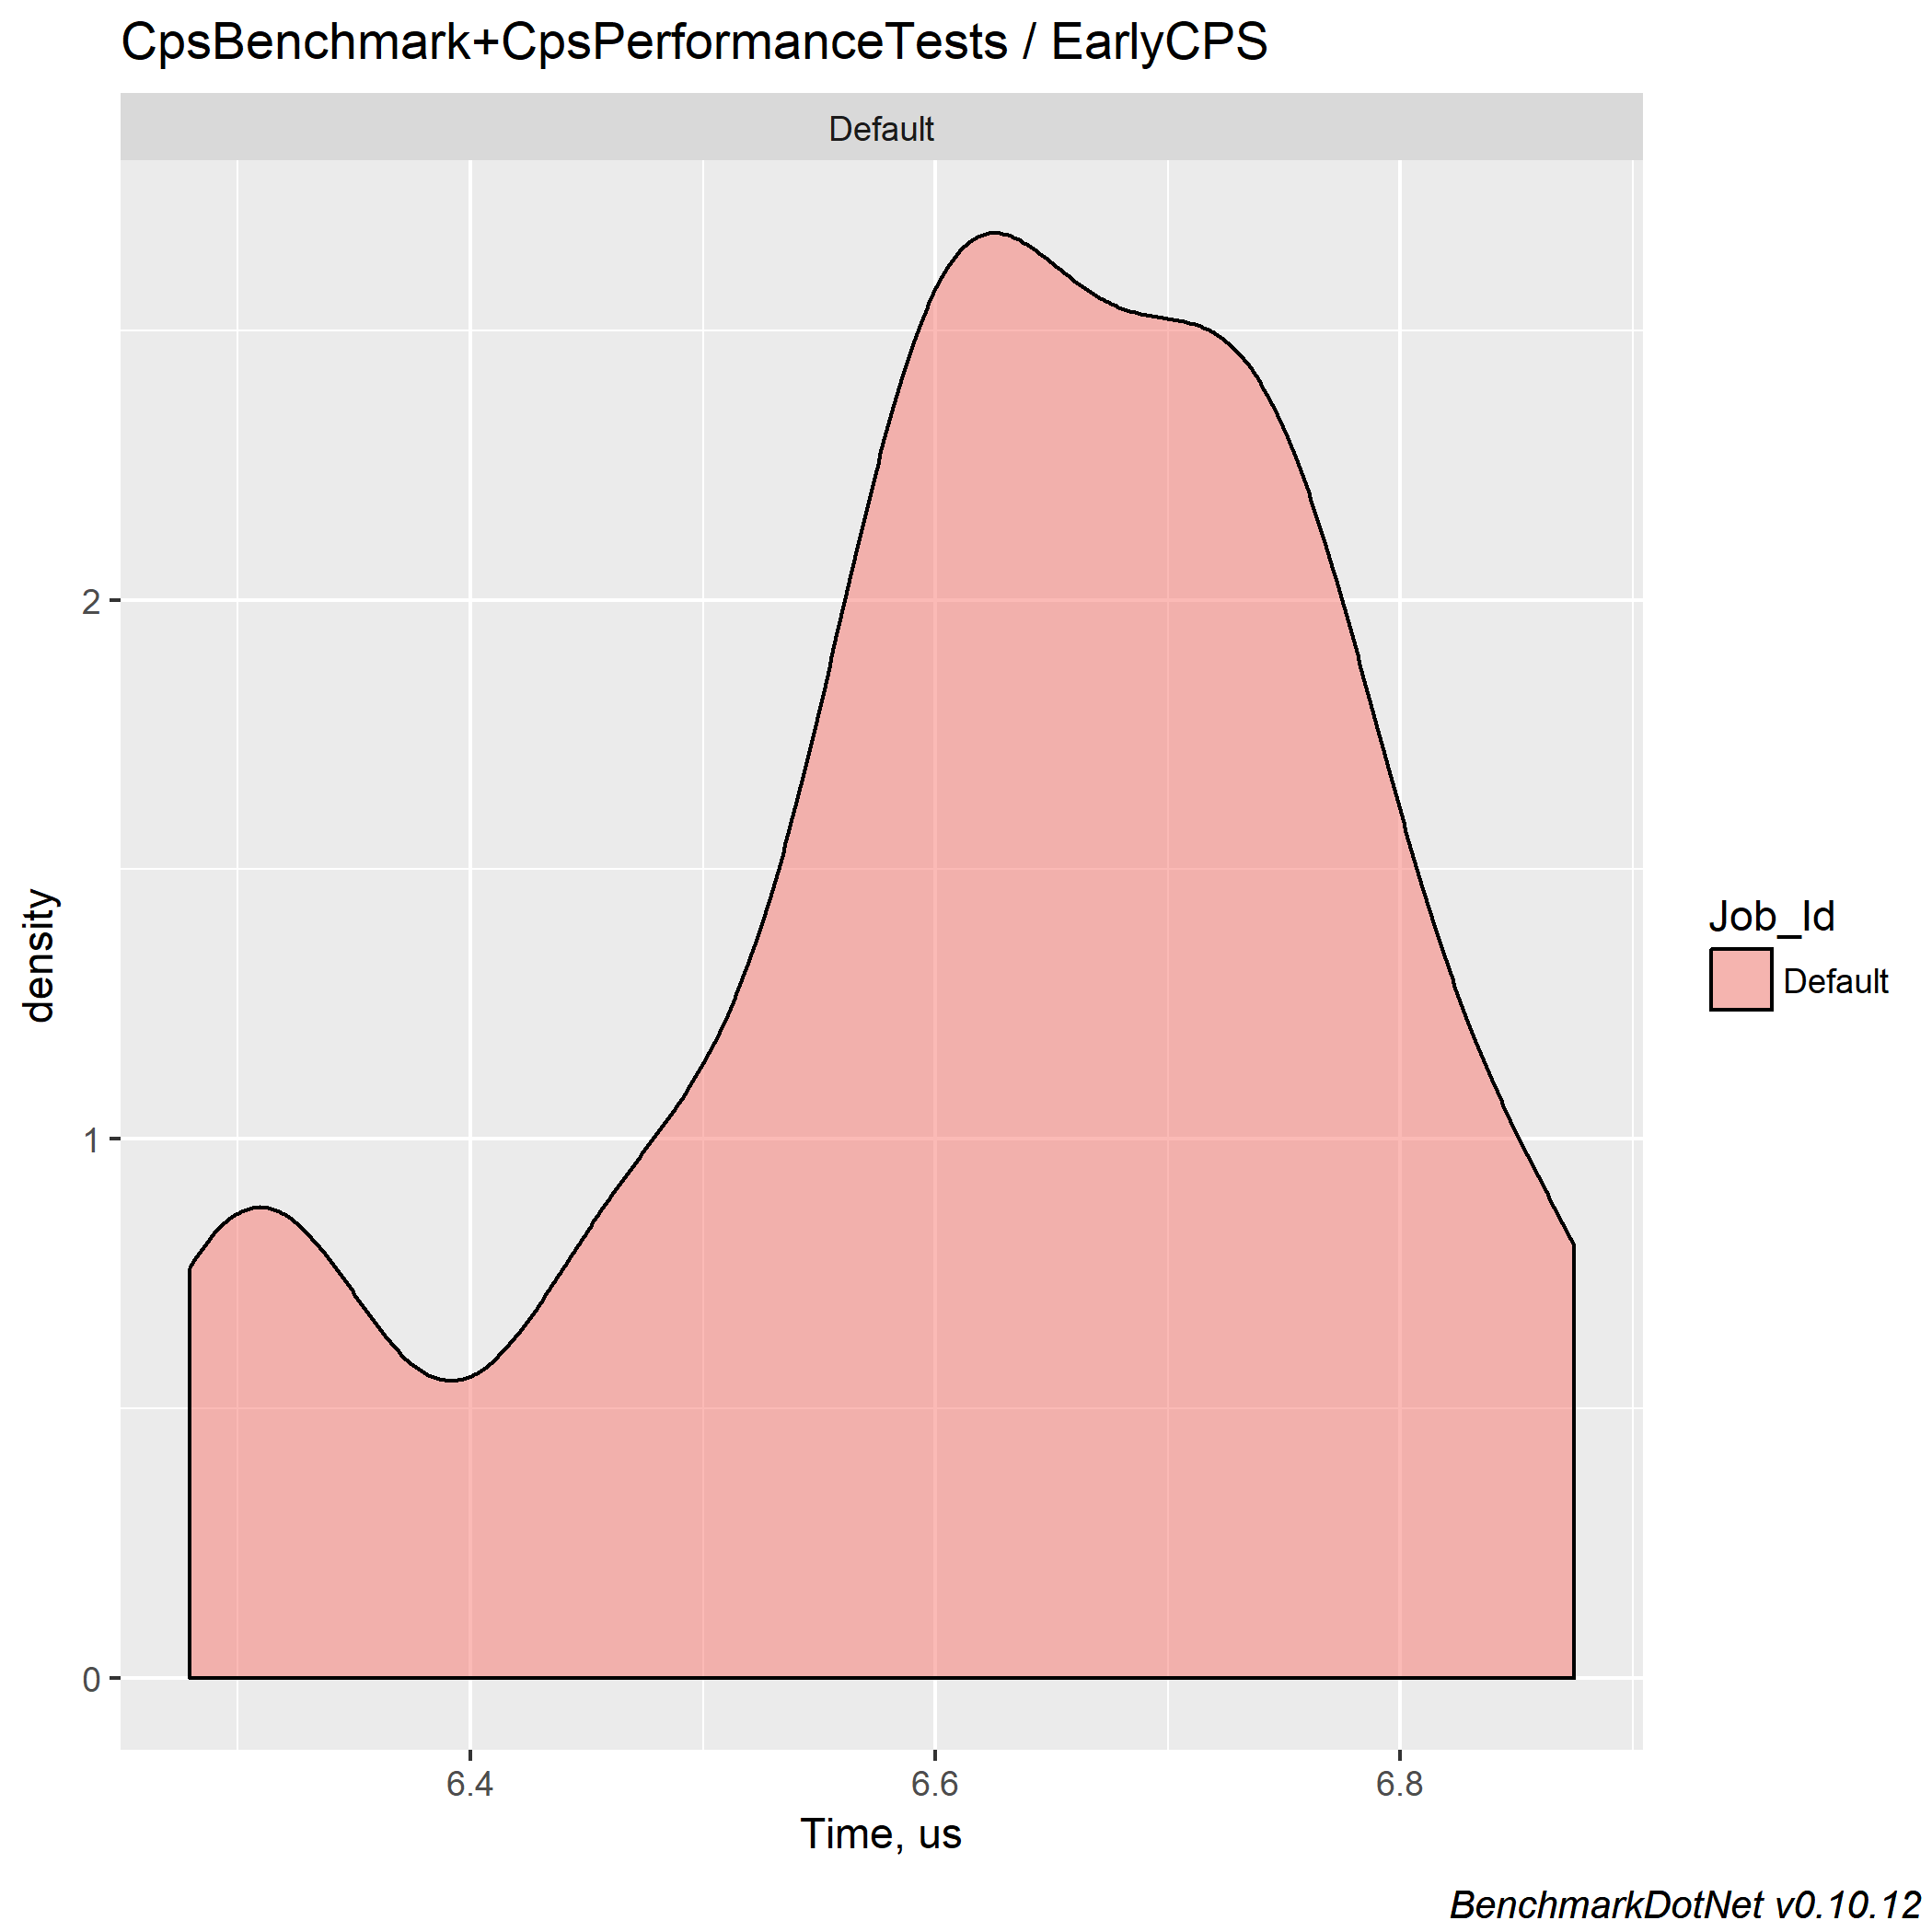 CpsBenchmark+CpsPerformanceTests / EarlyCPS
Default
density
2
1
0
6.4 6.6 6.8
Time, us
Job_Id
Default
BenchmarkDotNet v0.10.12